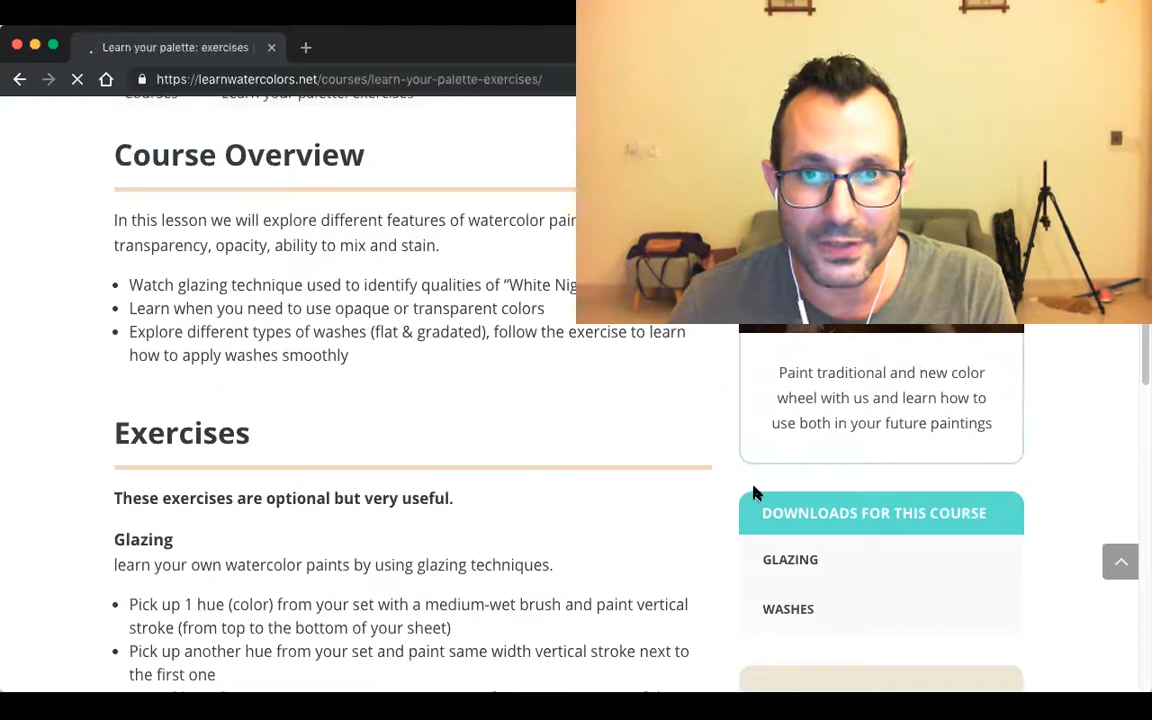 Learn your palette: exercises
https://learnwatercolors.net/courses/learn-your-palette-exercises/
Courses Learn your palette: exercises
Course Overview
In this lesson we will explore different features of watercolor
transparency, opacity, ability to mix and stain.
Watch glazing technique used to identify qualities of “White
Learn when you need to use opaque or transparent colors
Explore different types of washes (flat & gradated), follow the exercise to learn
how to apply washes smoothly
Exercises
These exercises are optional but very useful.
Glazing
learn your own watercolor paints by using glazing techniques.
Pick up 1 hue (color) from your set with a medium-wet brush and paint vertical
stroke (from top to the bottom of your sheet)
Pick up another hue from your set and paint same width vertical stroke next to
the first one
Paint traditional and new color
wheel with us and learn how to
use both in your future paintings
DOWNLOADS FOR THIS COURSE
GLAZING
WASHES